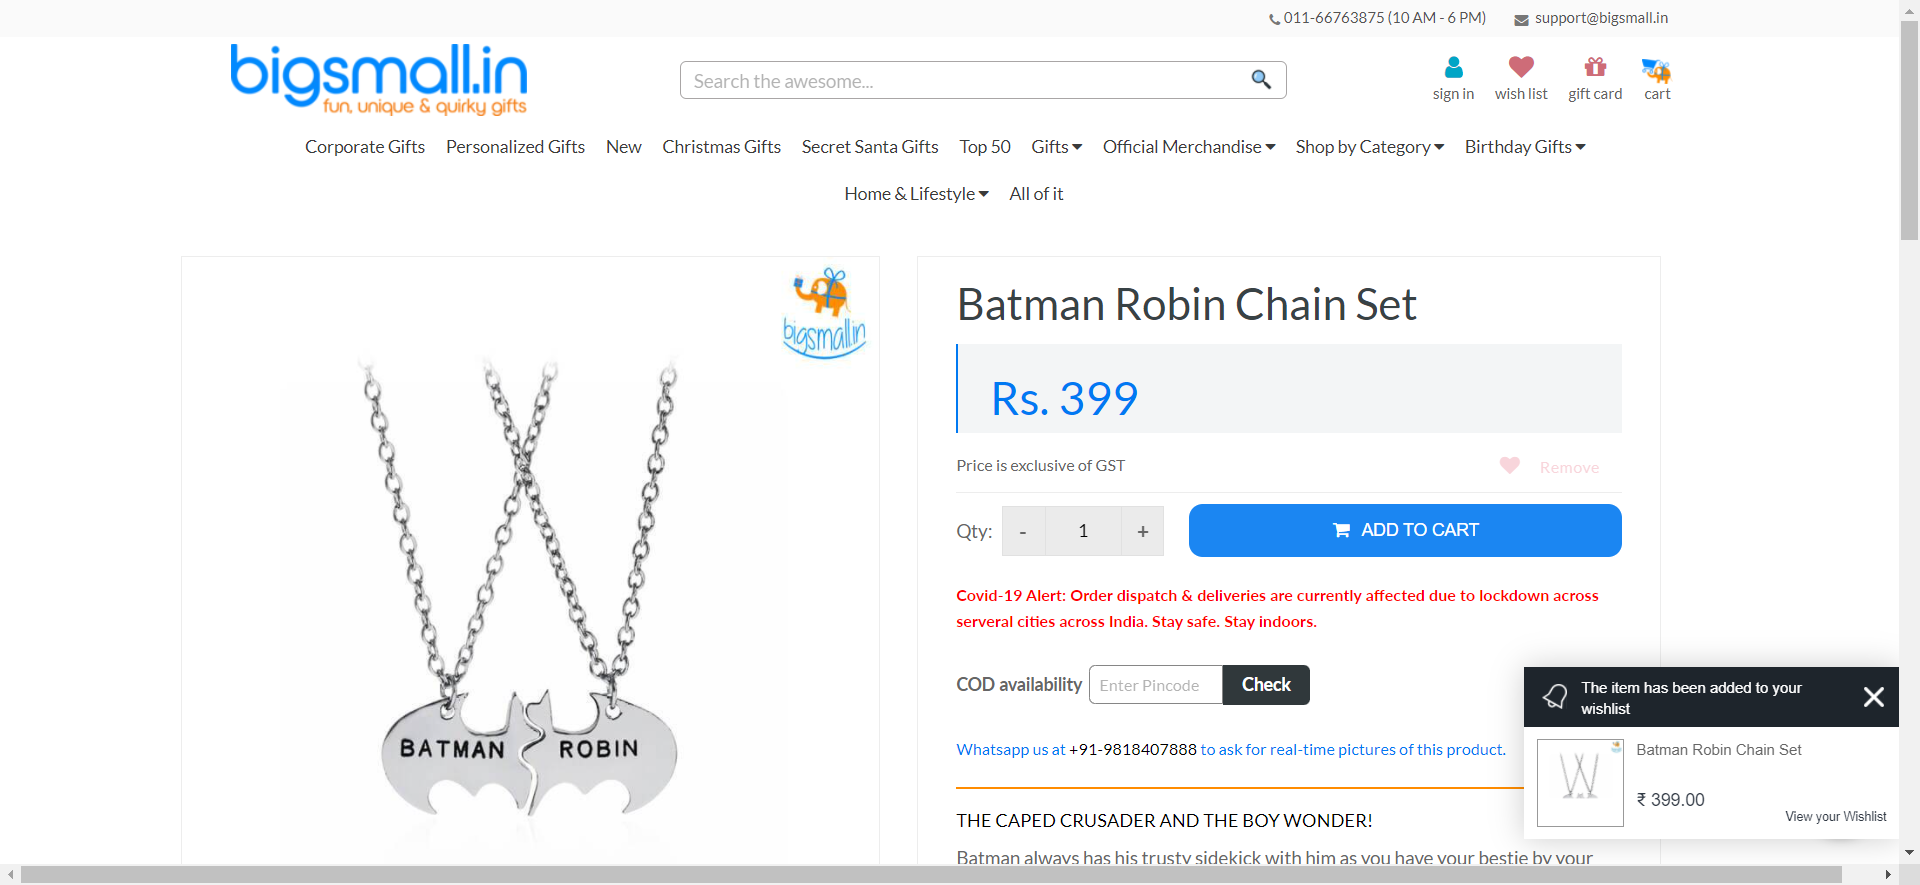 011-66763875 (10 AM - 6 PM) support@bigsmall.in
bigsmall.in
fun, unique & quirky gifts
Search the awesome...
sign in wish list gift card cart
Corporate Gifts Personalized Gifts New Christmas Gifts Secret Santa Gifts Top 50 Gifts Official Merchandise Shop by Category Birthday Gifts
Home & Lifestyle All of it
bigsmall.in
BATMAN ROBIN
Batman Robin Chain Set
Rs. 399
Price is exclusive of GST Remove
Qty: - 1 + ADD TO CART
Covid-19 Alert: Order dispatch & deliveries are currently affected due to lockdown across
serveral cities across India. Stay safe. Stay indoors.
COD availability Enter Pincode Check
Whatsapp us at +91-9818407888 to ask for real-time pictures of this product.
THE CAPED CRUSADER AND THE BOY WONDER!
Batman always has his trusty sidekick with him as you have your bestie by your
The item has been added to your
wishlist
Batman Robin Chain Set
₹ 399.00
View your Wishlist